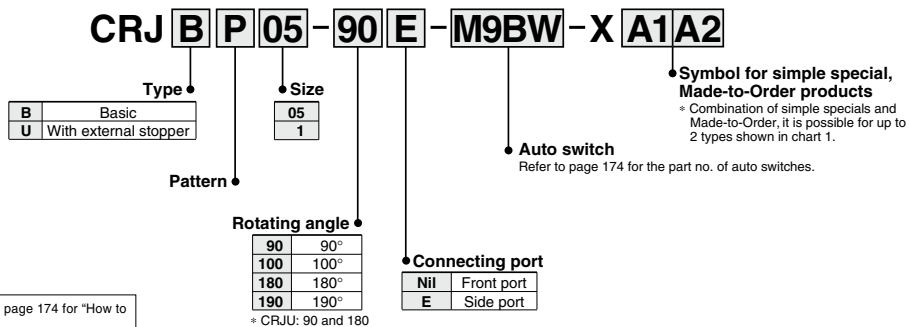 CRJ B P 05-90 E-M9BW-X A1 A2
Type
B Basic
U With external stopper
Size
05
1
Symbol for simple special,
Made-to-Order products
∗ Combination of simple specials and
Made-to-Order, it is possible for up to
2 types shown in chart 1.
Auto switch
Refer to page 174 for the part no. of auto switches.
Pattern
Rotating angle
90 90°
100 100°
180 180°
190 190°
∗ CRJU: 90 and 180
Connecting port
Nil Front port
E Side port
page 174 for "How to